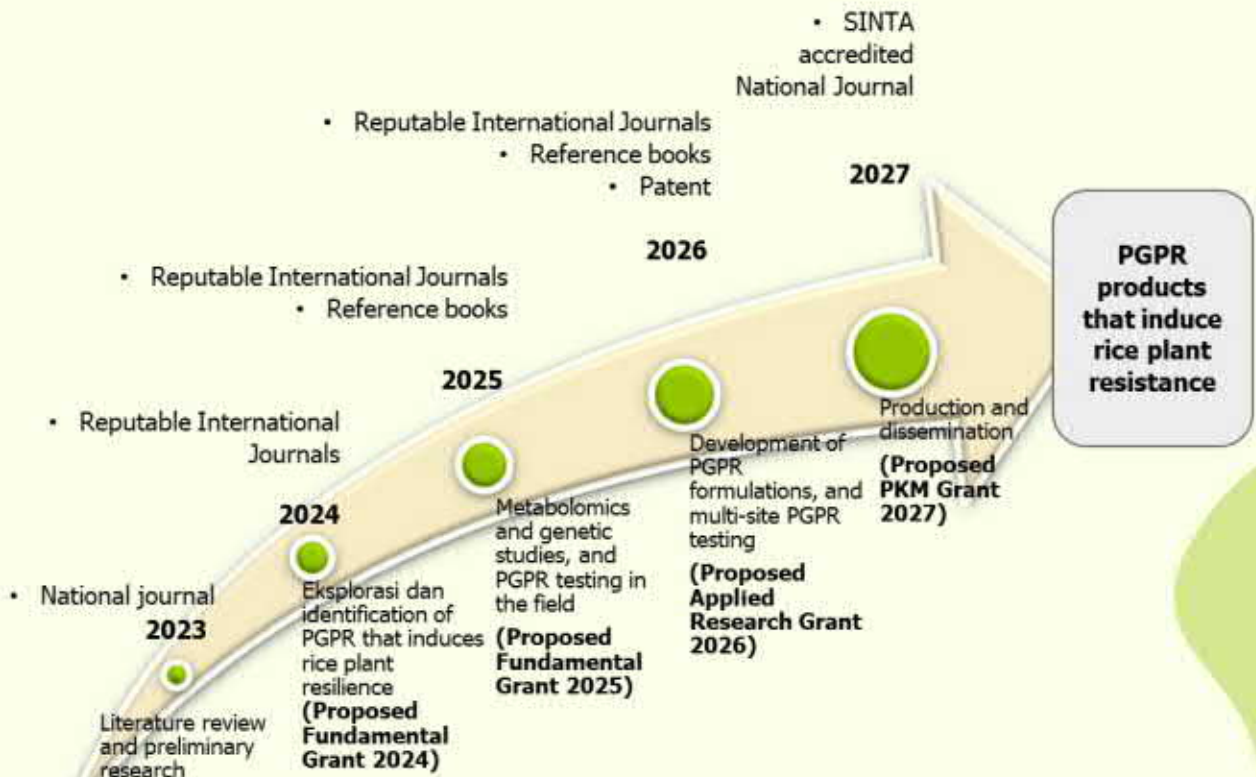 • National journal
2023
Literature review
and preliminary
research
• Reputable International
Journals
2024
Eksplorasi dan
identification of
PGPR that induces
rice plant
resilience
(Proposed
Fundamental
Grant 2024)
• Reputable International Journals
• Reference books
2025
Metabolomics
and genetic
studies, and
PGPR testing in
the field
(Proposed
Fundamental
Grant 2025)
• Reputable International Journals
• Reference books
• Patent
2026
Development of
PGPR
formulations, and
multi-site PGPR
testing
(Proposed
Applied
Research Grant
2026)
• SINTA
accredited
National Journal
2027
Production and
dissemination
(Proposed
PKM Grant
2027)
PGPR
products
that induce
rice plant
resistance